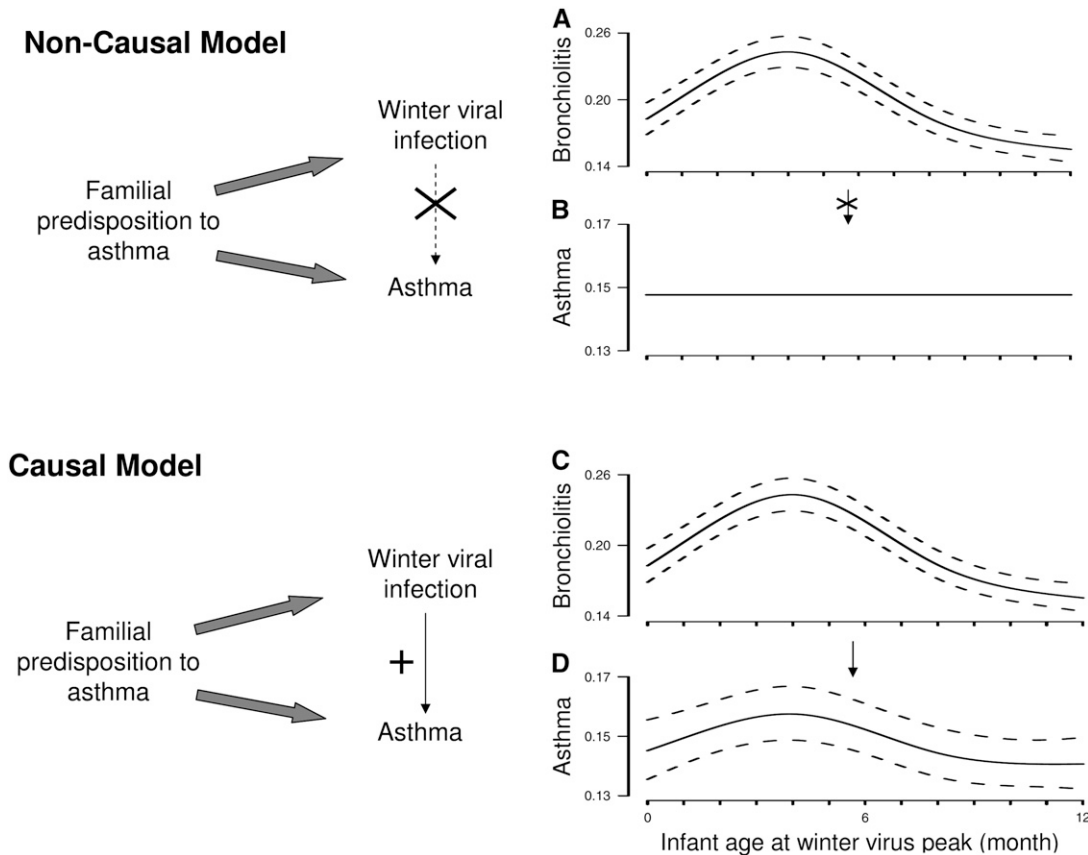 Non-Causal Model
Winter viral
infection
Familial
predisposition to
asthma
Asthma
A
Bronchiolitis
0.26
0.20
0.14
B
Asthma
0.17
0.15
0.13
Causal Model
Winter viral
infection
Familial
predisposition to
asthma
+
Asthma
C
Bronchiolitis
0.26
0.20
0.14
D
Asthma
0.17
0.15
0.13
0 6 12
Infant age at winter virus peak (month)